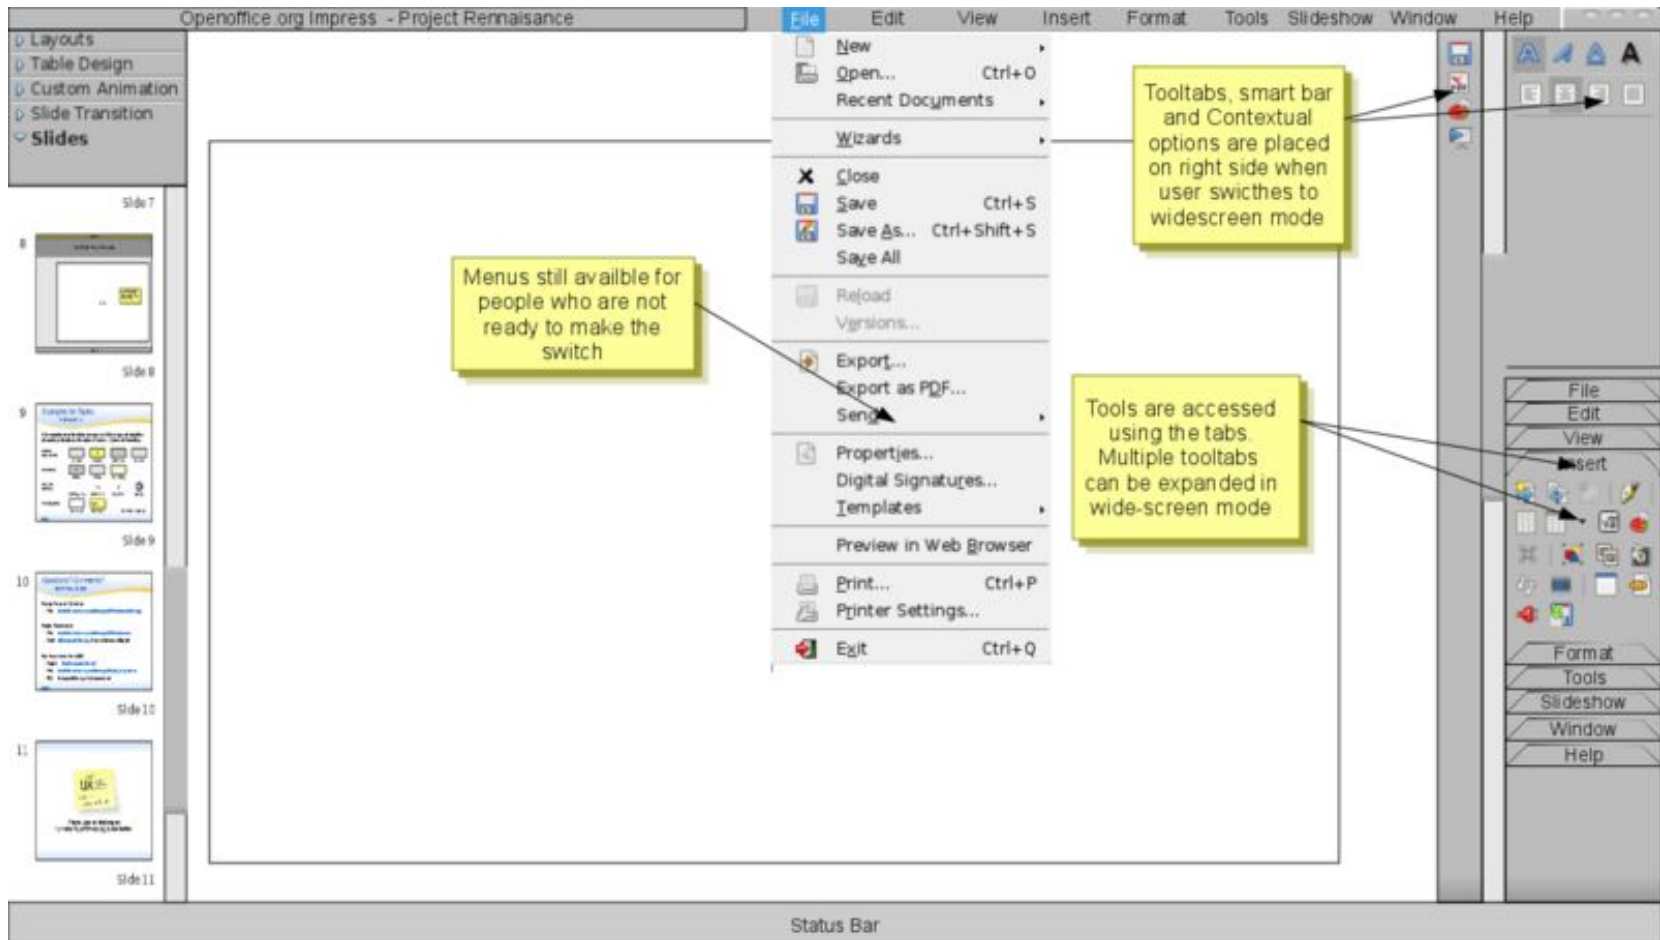 Openoffice.org Impress - Project Rennaisance
File Edit View Insert Format Tools Slideshow Window Help
Layouts
Table Design
Custom Animation
Slide Transition
Slides
Slide 7
8
Slide 8
9
Slide 9
10
Slide 10
11
Slide 11
New
Open... Ctrl+O
Recent Documents
Wizards
Close
Save Ctrl+S
Save As... Ctrl+Shift+S
Save All
Reload
Versions...
Export...
Export as PDF...
Send
Properties...
Digital Signatures...
Templates
Preview in Web Browser
Print... Ctrl+P
Printer Settings...
Exit Ctrl+Q
Menus still availble for
people who are not
ready to make the
switch
Tooltabs, smart bar
and Contextual
options are placed
on right side when
user swicthes to
widescreen mode
Tools are accessed
using the tabs.
Multiple tooltabs
can be expanded in
wide-screen mode
File
Edit
View
Insert
Format
Tools
Slideshow
Window
Help
Status Bar